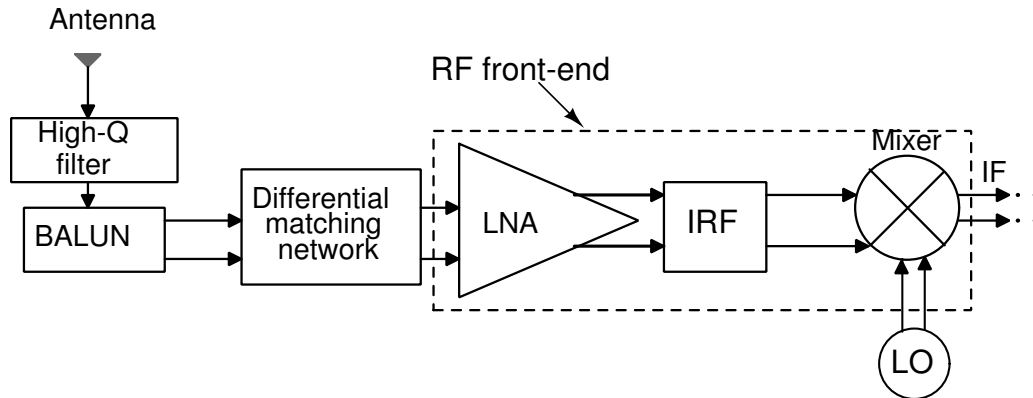 Antenna
RF front-end
High-Q
filter
BALUN
Differential
matching
network
LNA
IRF
Mixer
IF
LO